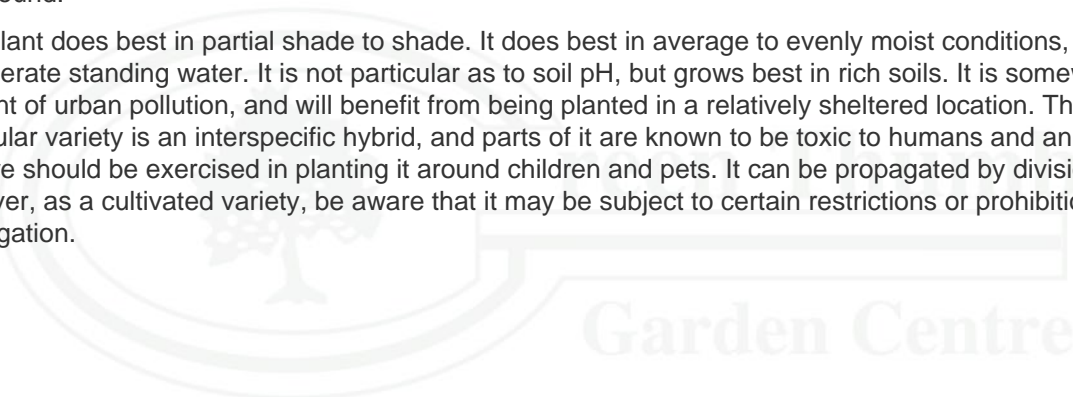 ound.
lant does best in partial shade to shade. It does best in average to evenly moist conditions,
erate standing water. It is not particular as to soil pH, but grows best in rich soils. It is some
nt of urban pollution, and will benefit from being planted in a relatively sheltered location. Th
ular variety is an interspecific hybrid, and parts of it are known to be toxic to humans and an
e should be exercised in planting it around children and pets. It can be propagated by divisi
ver, as a cultivated variety, be aware that it may be subject to certain restrictions or prohibitio
gation.
Garden Centre